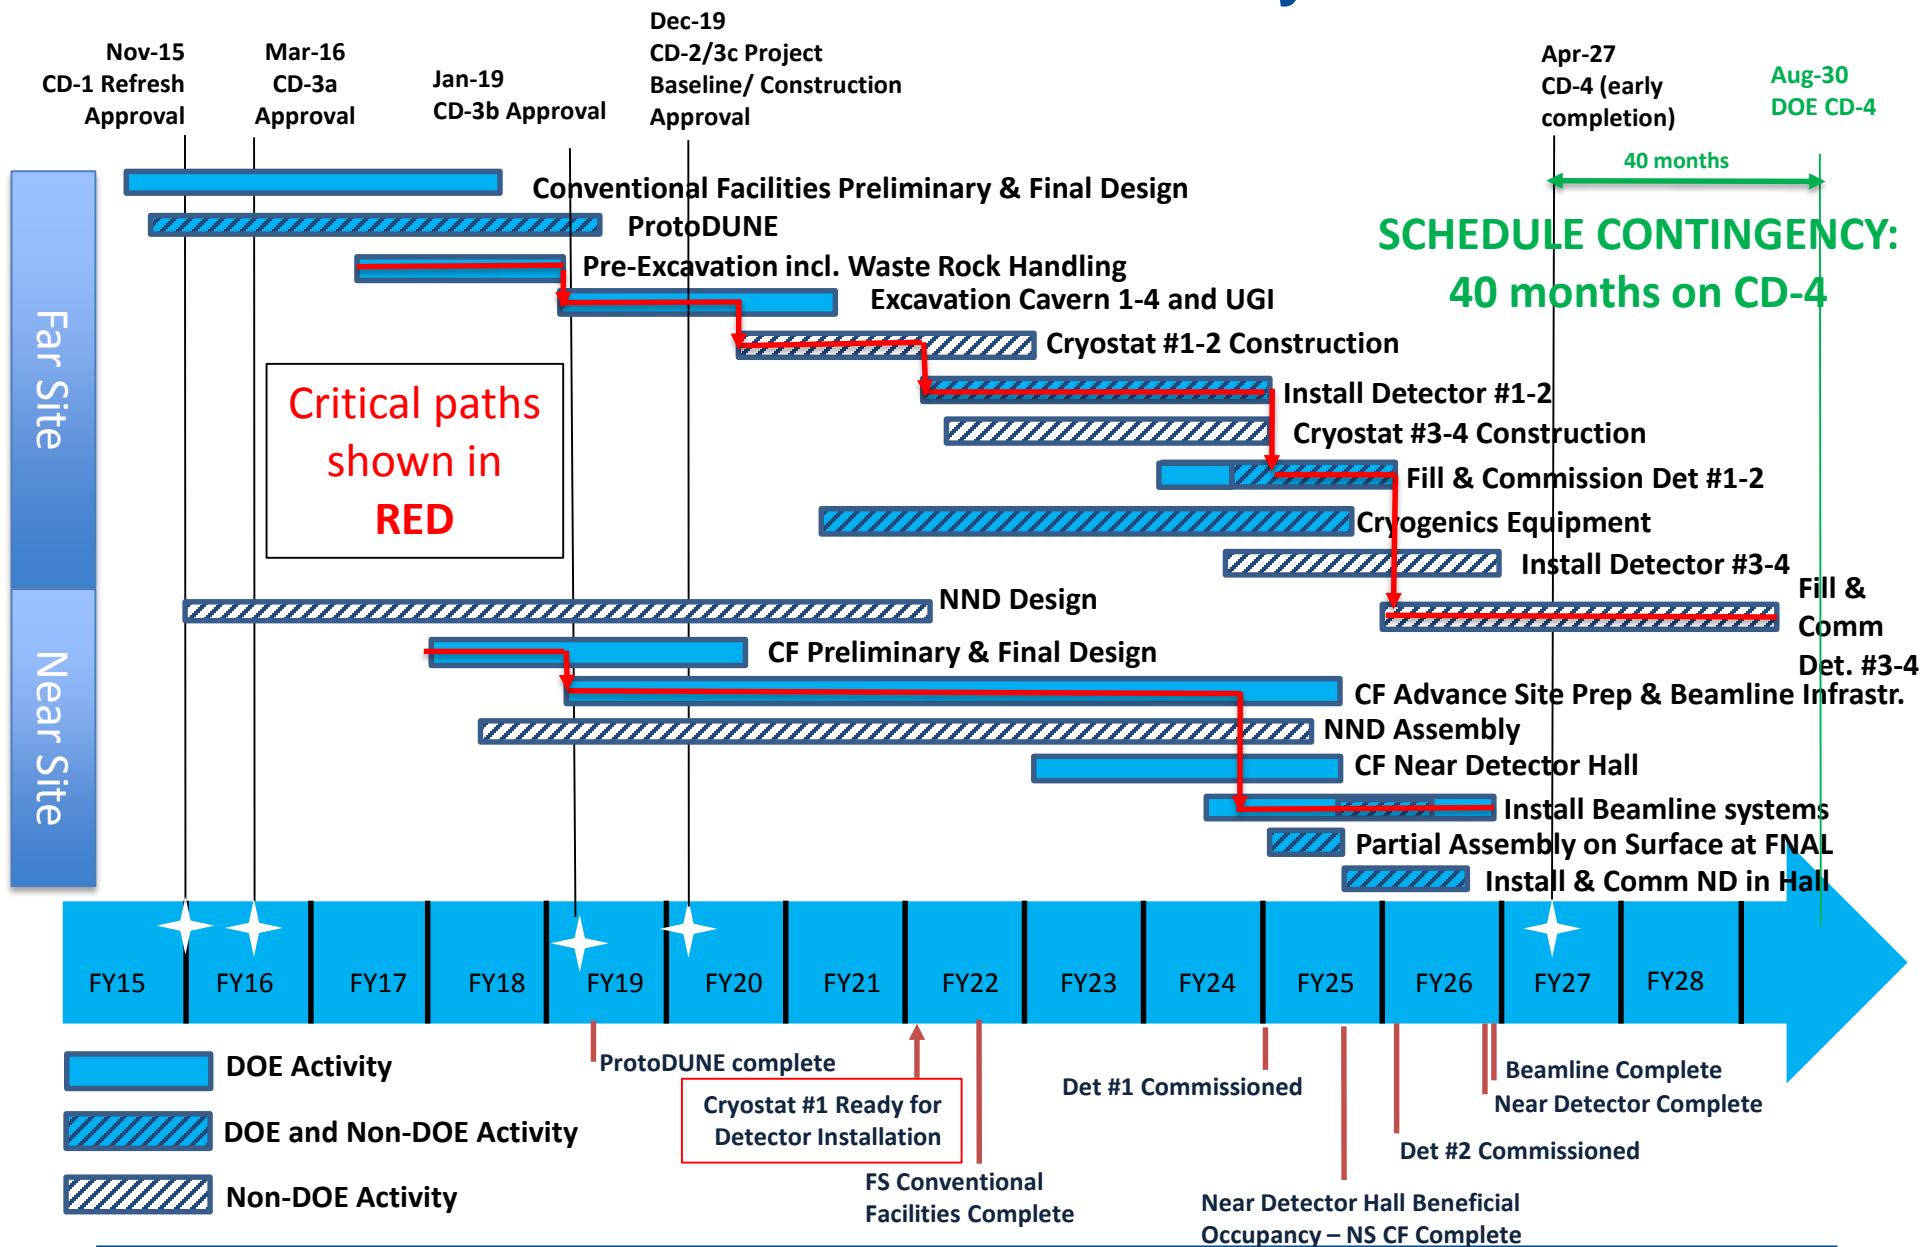 Nov-15
CD-1 Refresh
Approval
Mar-16
CD-3a
Approval
Jan-19
CD-3b Approval
Dec-19
CD-2/3c Project
Baseline/ Construction
Approval
Apr-27
CD-4 (early
completion)
Aug-30
DOE CD-4
40 months
SCHEDULE CONTINGENCY:
40 months on CD-4
Far Site
Conventional Facilities Preliminary & Final Design
ProtoDUNE
Pre-Excavation incl. Waste Rock Handling
Excavation Cavern 1-4 and UGI
Cryostat #1-2 Construction
Install Detector #1-2
Cryostat #3-4 Construction
Fill & Commission Det #1-2
Cryogenics Equipment
Install Detector #3-4
Fill &
Comm
Det. #3-4
Critical paths
shown in
RED
Near Site
NND Design
CF Preliminary & Final Design
CF Advance Site Prep & Beamline Infrastr.
NND Assembly
CF Near Detector Hall
Install Beamline systems
Partial Assembly on Surface at FNAL
Install & Comm ND in Hall
FY15 FY16 FY17 FY18 FY19 FY20 FY21 FY22 FY23 FY24 FY25 FY26 FY27 FY28
DOE Activity
DOE and Non-DOE Activity
Non-DOE Activity
ProtoDUNE complete
Cryostat #1 Ready for
Detector Installation
FS Conventional
Facilities Complete
Det #1 Commissioned
Near Detector Hall Beneficial
Occupancy – NS CF Complete
Det #2 Commissioned
Beamline Complete
Near Detector Complete